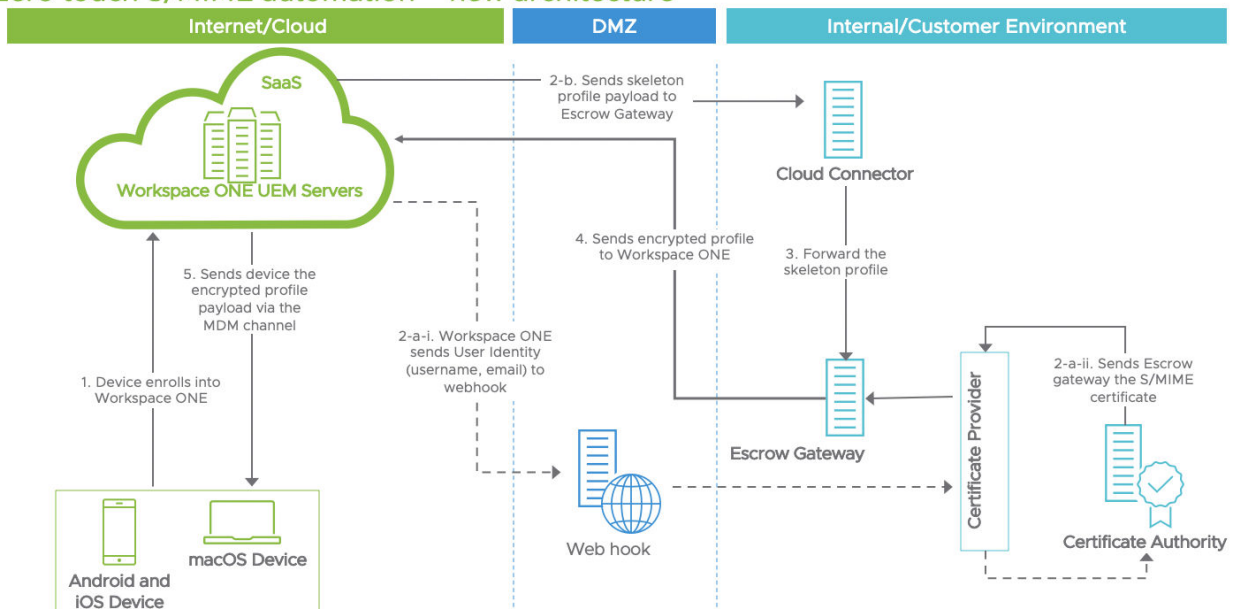 Internet/Cloud
DMZ
Internal/Customer Environment
SaaS
Workspace ONE UEM Servers
2-b. Sends skeleton
profile payload to
Escrow Gateway
Cloud Connector
4. Sends encrypted profile
to Workspace ONE
3. Forward the
skeleton profile
5. Sends device the
encrypted profile
payload via the
MDM channel
1. Device enrolls into
Workspace ONE
2-a-i. Workspace ONE
sends User Identity
(username, email) to
webhook
2-a-ii. Sends Escrow
gateway the S/MIME
certificate
Certificate Provider
Escrow Gateway
Web hook
Certificate Authority
macOS Device
Android and
iOS Device